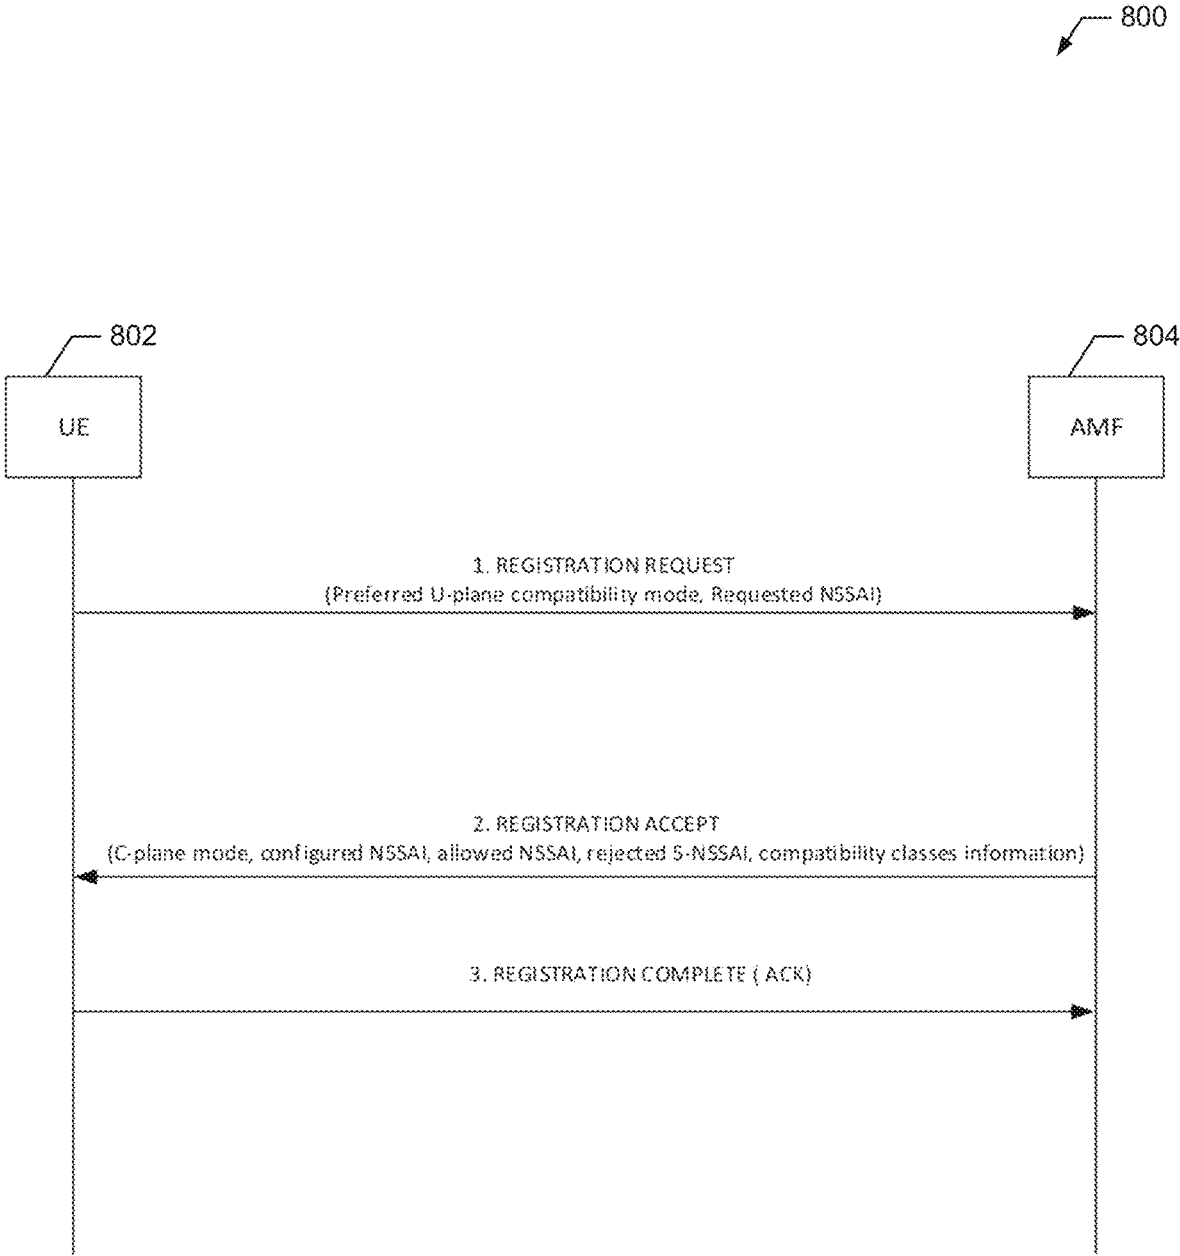 800
802
804
UE
AMF
1. REGISTRATION REQUEST
(Preferred U-plane compatibility mode, Requested NSSAI)
2. REGISTRATION ACCEPT
(C-plane mode, configured NSSAI, allowed NSSAI, rejected S-NSSAI, compatibility classes information)
3. REGISTRATION COMPLETE ( ACK)